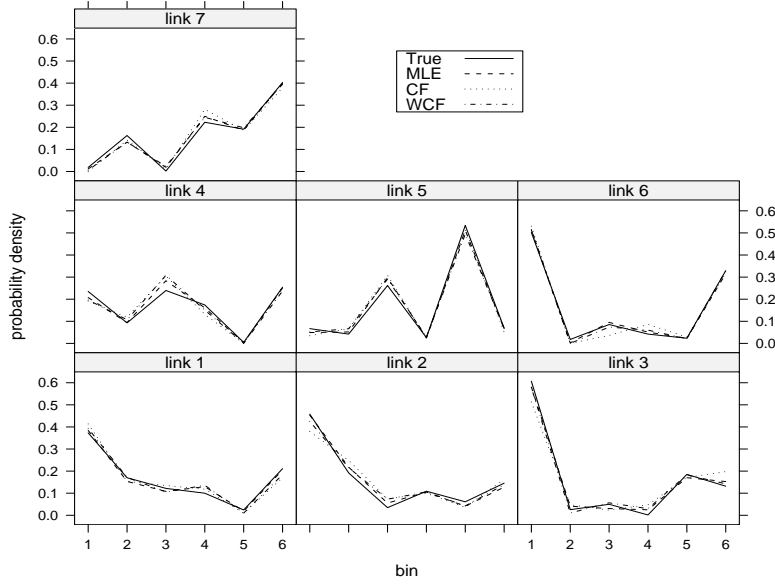 link 7
0.6
0.5
0.4
0.3
0.2
0.1
0.0
True
MLE
CF
WCF
link 4
link 5
link 6
0.6
0.5
0.4
0.3
0.2
0.1
0.0
probability density
link 1
link 2
link 3
0.6
0.5
0.4
0.3
0.2
0.1
0.0
1 2 3 4 5 6
1 2 3 4 5 6
bin